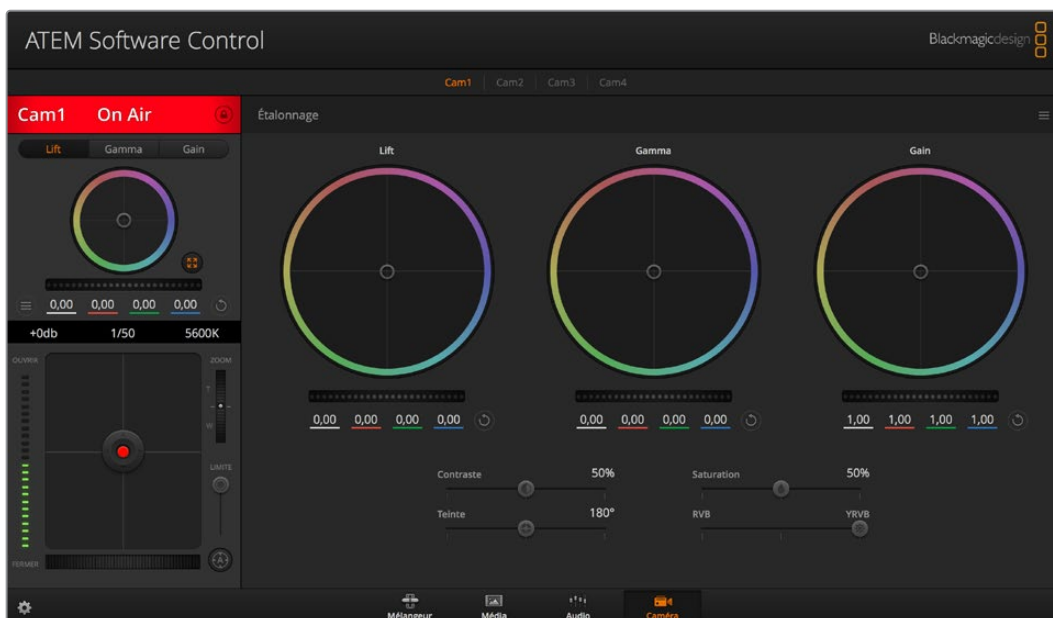 ATEM Software Control
Blackmagicdesign
Cam1 Cam2 Cam3 Cam4
Cam1 On Air
Étalonnage
Lift Gamma Gain
Lift Gamma Gain
0,00 0,00 0,00 0,00
+0db 1/50 5600K
OUVRIR ZOOM
T
W
LIMITE
A
FERMER
0,00 0,00 0,00 0,00
0,00 0,00 0,00 0,00
1,00 1,00 1,00 1,00
Contraste 50%
Saturation 50%
Teinte 180°
RVB YRVB
Mélangeur Média Audio Caméra